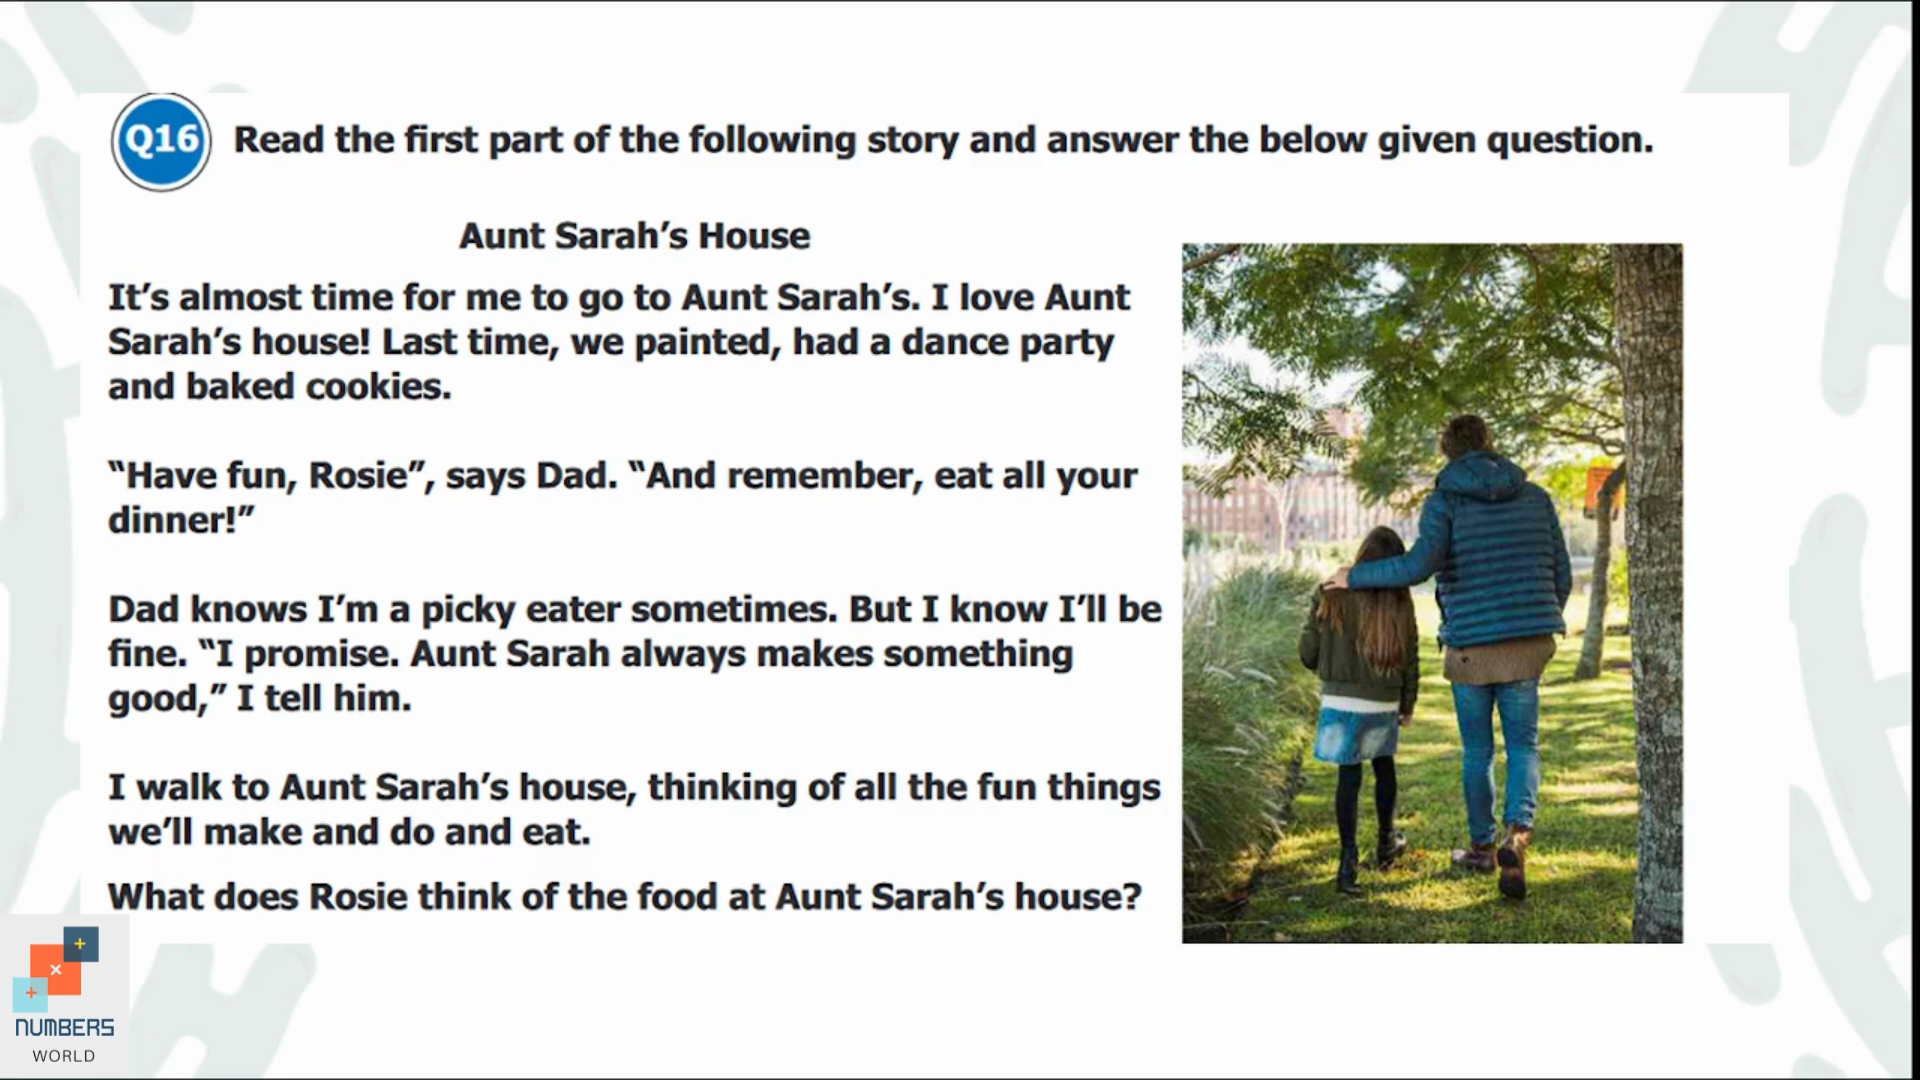 Q16 Read the first part of the following story and answer the below given question.
Aunt Sarah’s House
It’s almost time for me to go to Aunt Sarah’s. I love Aunt
Sarah’s house! Last time, we painted, had a dance party
and baked cookies.
“Have fun, Rosie”, says Dad. “And remember, eat all your
dinner!”
Dad knows I’m a picky eater sometimes. But I know I’ll be
fine. “I promise. Aunt Sarah always makes something
good,” I tell him.
I walk to Aunt Sarah’s house, thinking of all the fun things
we’ll make and do and eat.
What does Rosie think of the food at Aunt Sarah’s house?
NUMBERS
WORLD